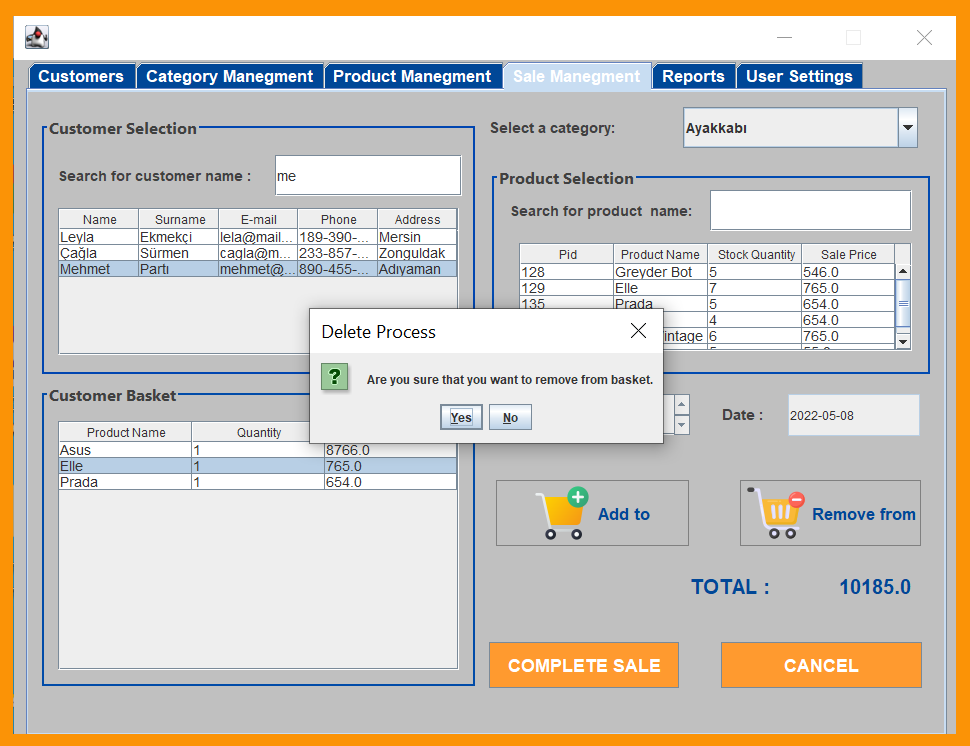 Customers Category Managment Product Manegment Sale Manegment Reports User Settings
Customer Selection
Search for customer name :
me
Name Surname E-mail Phone Address
Leyla Ekmekçi lela@mail... 189-390-... Mersin
Çağla Sürmen cagla@m... 233-857-... Zonguldak
Mehmet Partı mehmet@... 890-455-... Adıyaman
Select a category:
Ayakkabı
Product Selection
Search for product name:
Pid Product Name Stock Quantity Sale Price
128 Greyder Bot 5 546.0
129 Elle 7 765.0
135 Prada 5 654.0
4 654.0
intage 6 765.0
Delete Process
?
Are you sure that you want to remove from basket.
Yes No
Customer Basket
Product Name Quantity
Asus 1 8766.0
Elle 1 765.0
Prada 1 654.0
Date :
2022-05-08
Add to
Remove from
TOTAL : 10185.0
COMPLETE SALE
CANCEL